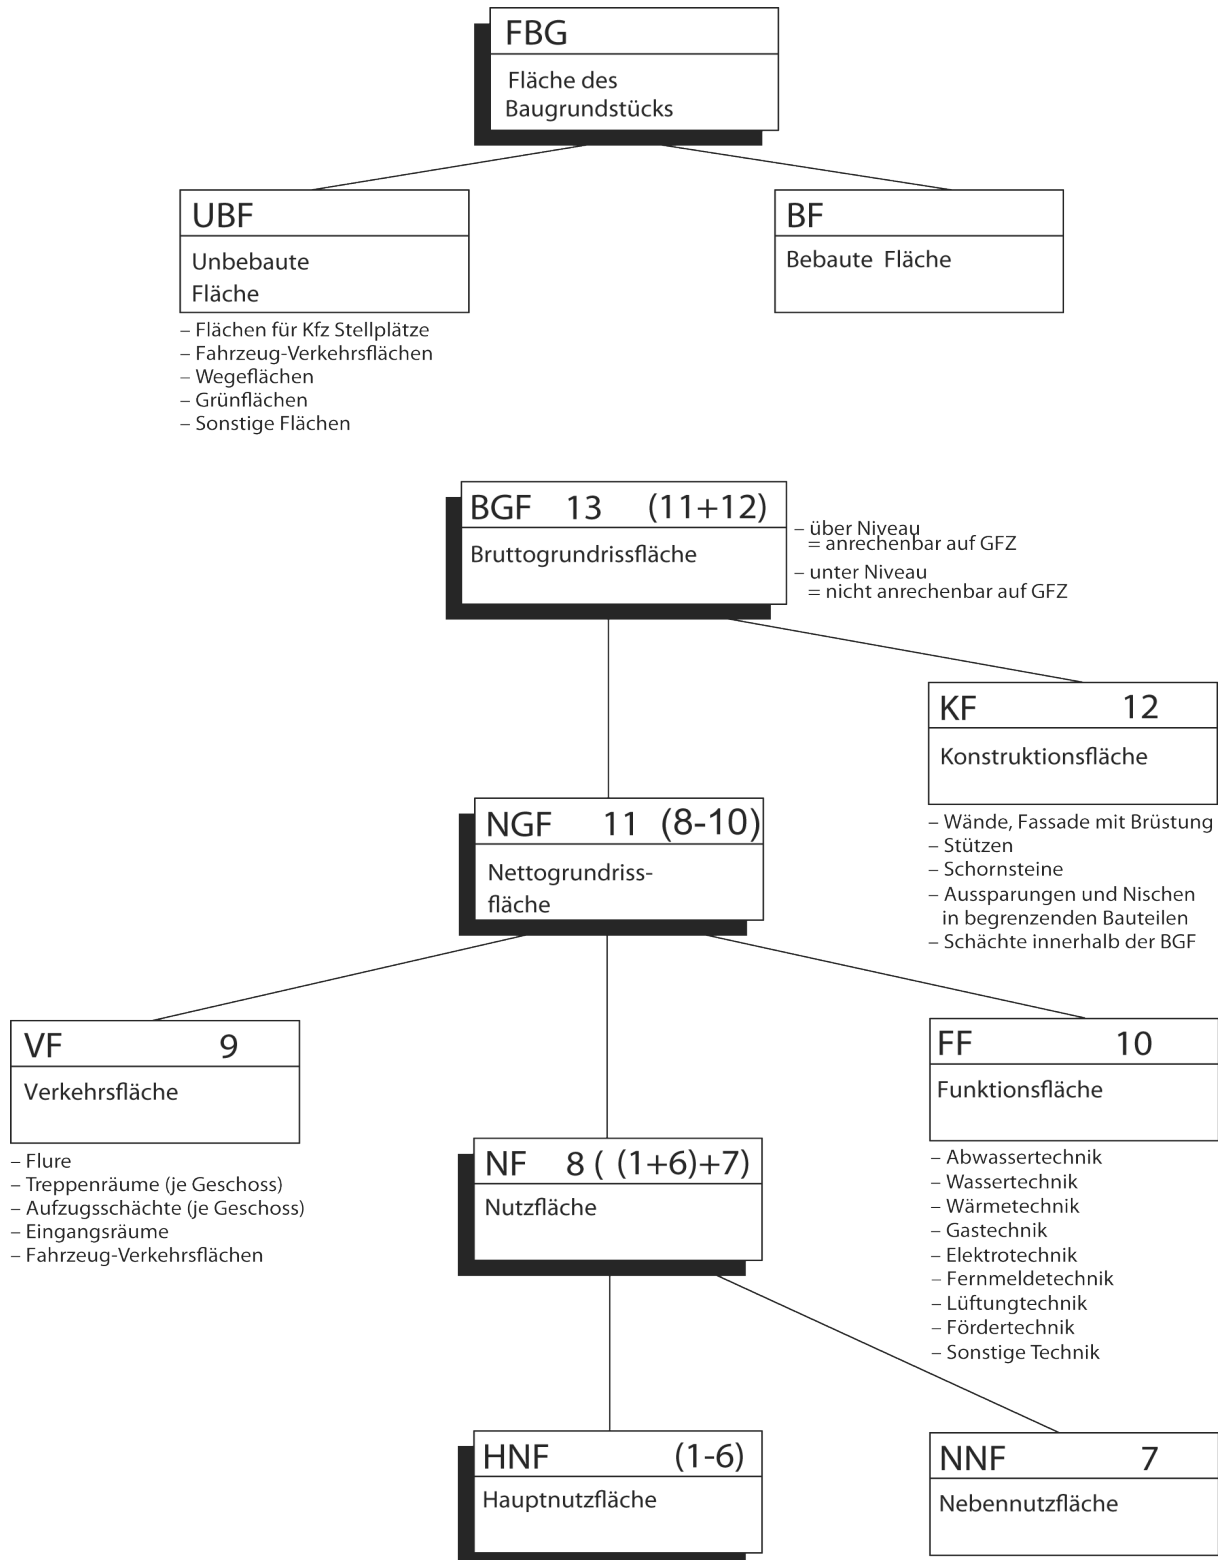 FBG
Fläche des
Baugrundstücks
UBF
Unbebaute
Fläche
– Flächen für Kfz Stellplätze
– Fahrzeug-Verkehrsflächen
– Wegeflächen
– Grünflächen
– Sonstige Flächen
BF
Bebaute Fläche
BGF 13 (11+12)
Bruttogrundrissfläche
– über Niveau
= anrechenbar auf GFZ
– unter Niveau
= nicht anrechenbar auf GFZ
KF 12
Konstruktionsfläche
– Wände, Fassade mit Brüstung
– Stützen
– Schornsteine
– Aussparungen und Nischen
in begrenzenden Bauteilen
– Schächte innerhalb der BGF
NGF 11 (8-10)
Nettogrundriss-
fläche
VF 9
Verkehrsfläche
– Flure
– Treppenräume (je Geschoss)
– Aufzugsschächte (je Geschoss)
– Eingangsräume
– Fahrzeug-Verkehrsflächen
NF 8 ( (1+6)+7)
Nutzfläche
FF 10
Funktionsfläche
– Abwassertechnik
– Wassertechnik
– Wärmetechnik
– Gastechnik
– Elektrotechnik
– Fernmeldetechnik
– Lüftungtechnik
– Fördertechnik
– Sonstige Technik
HNF (1-6)
Hauptnutzfläche
NNF 7
Nebennutzfläche